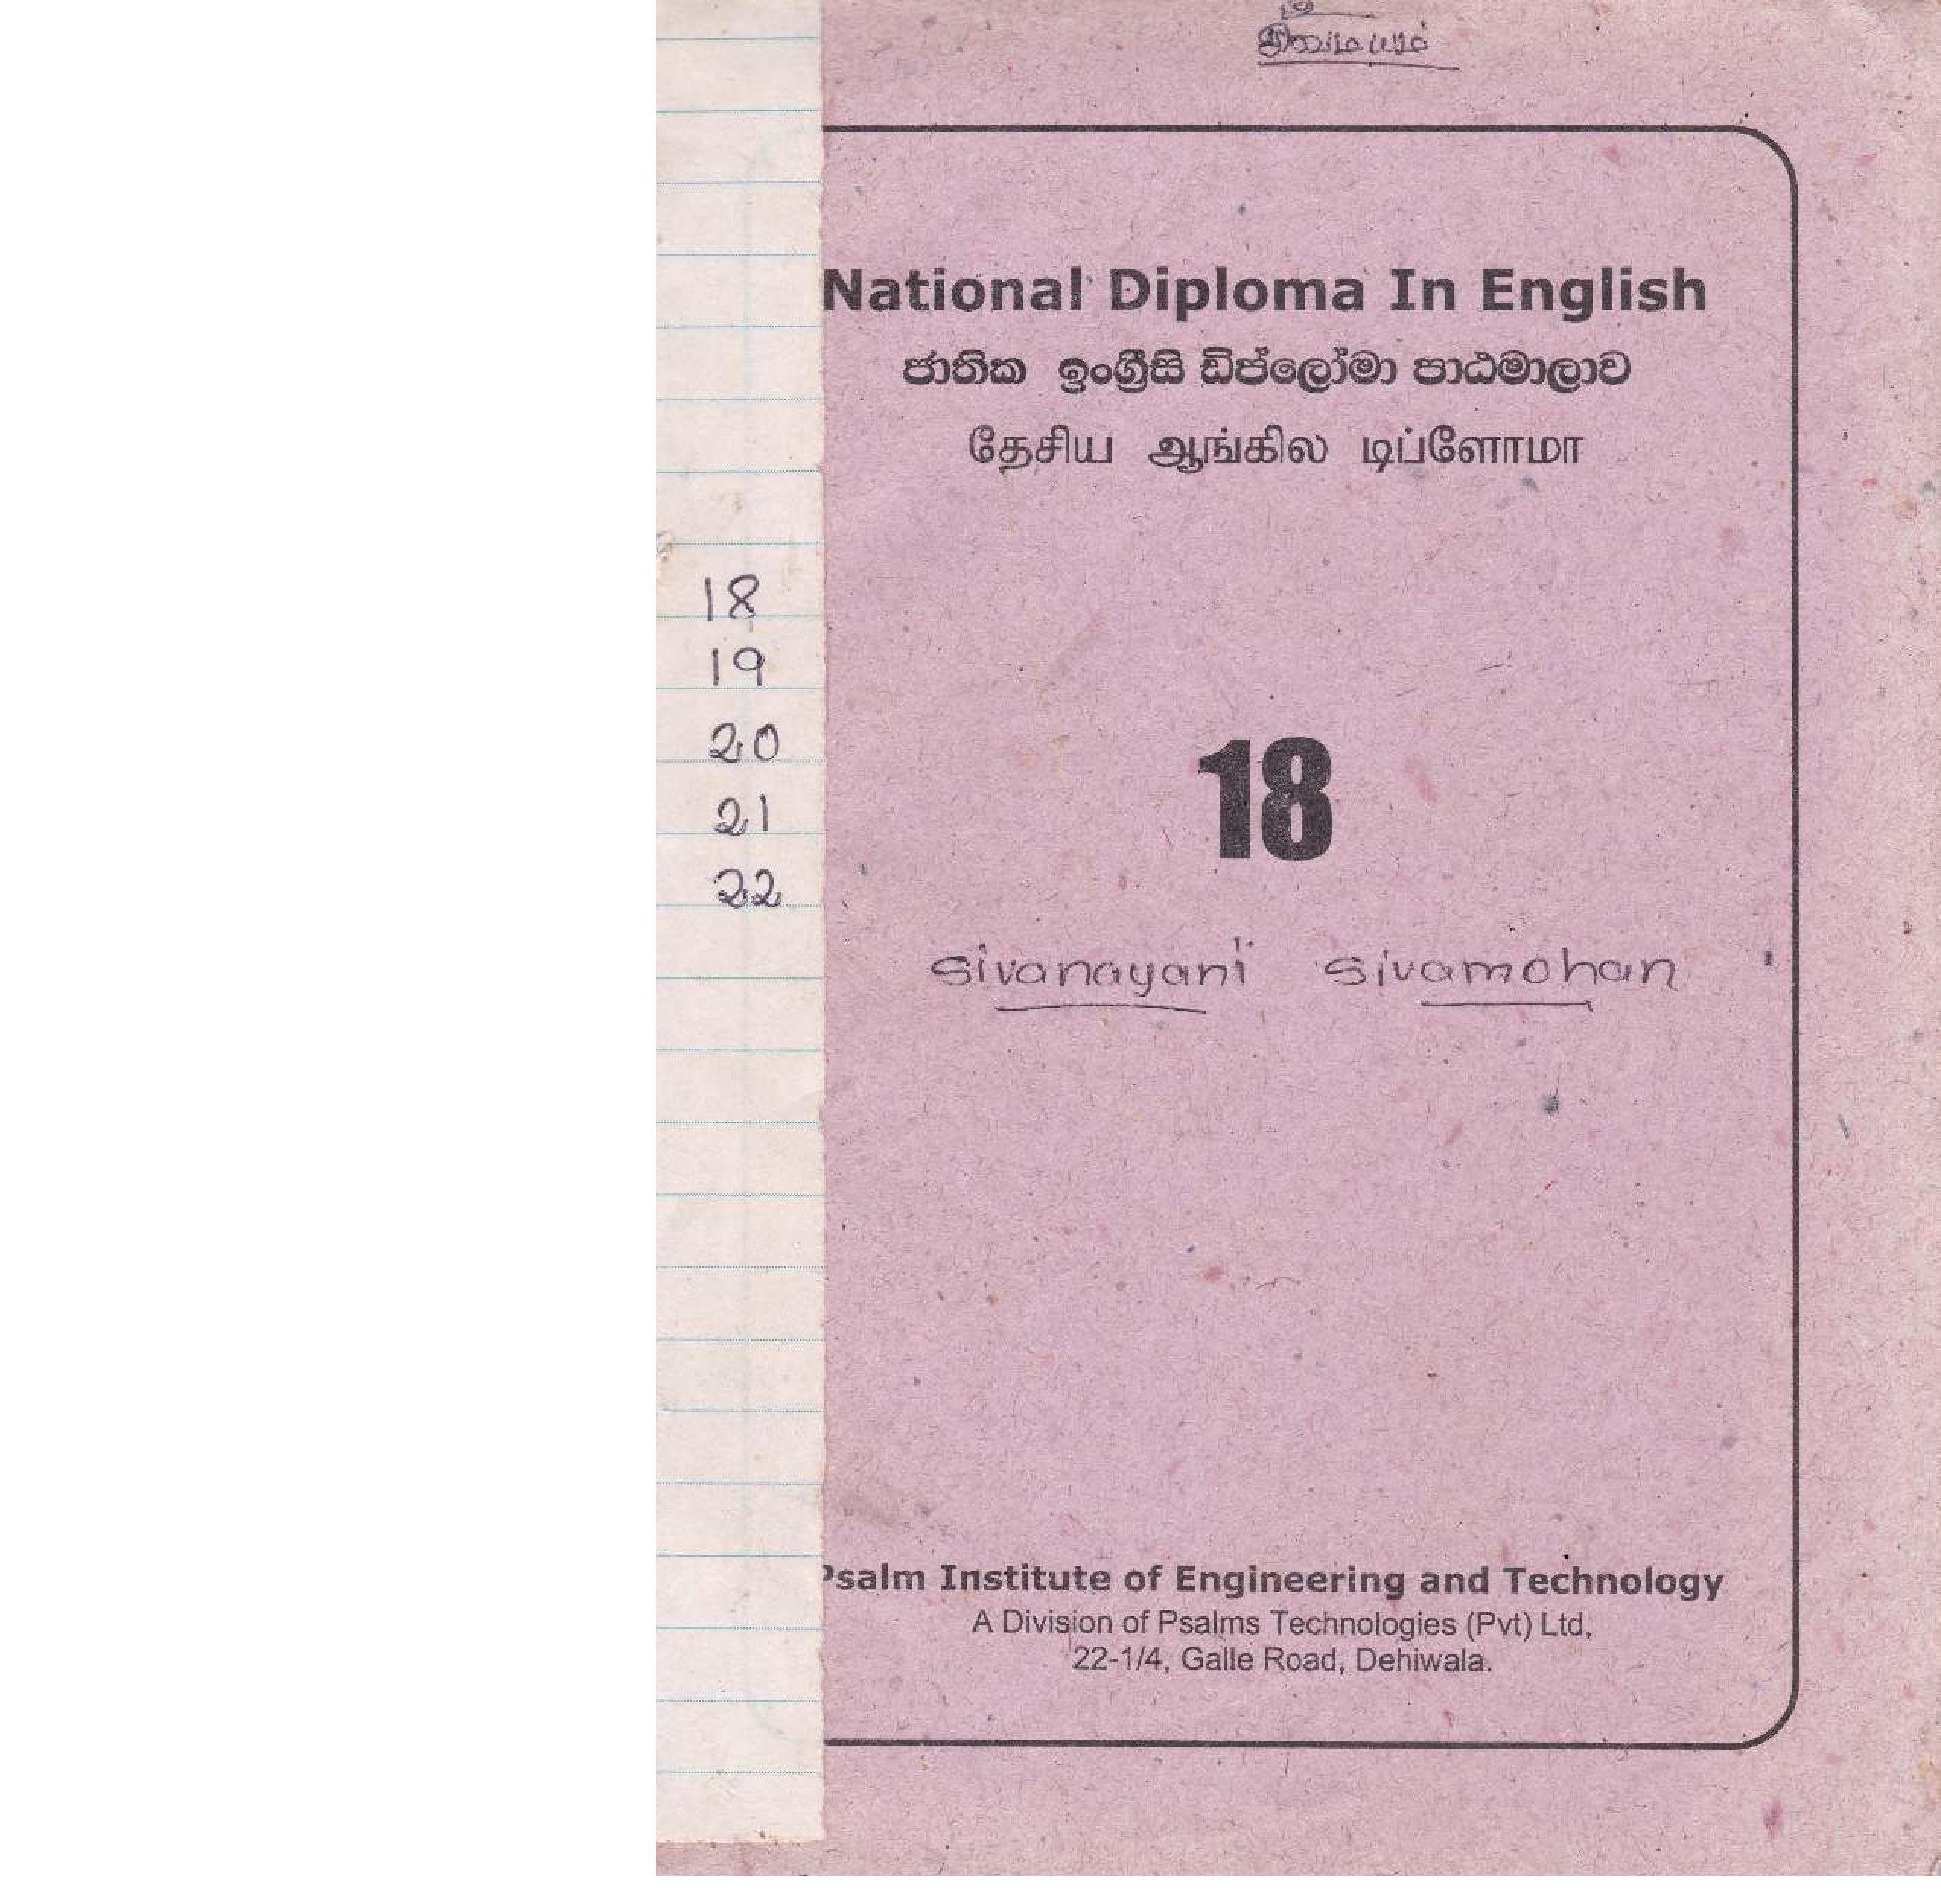 National Diploma In English
ජාතික ඉංග්‍රීසි ඩිප්ලෝමා පාඨමාලාව
தேசிய ஆங்கில டிப்ளோமா
18
19
20
21
22
18
Sivanayani Sivamohan
Psalm Institute of Engineering and Technology
A Division of Psalms Technologies (Pvt) Ltd,
22-1/4, Galle Road, Dehiwala.